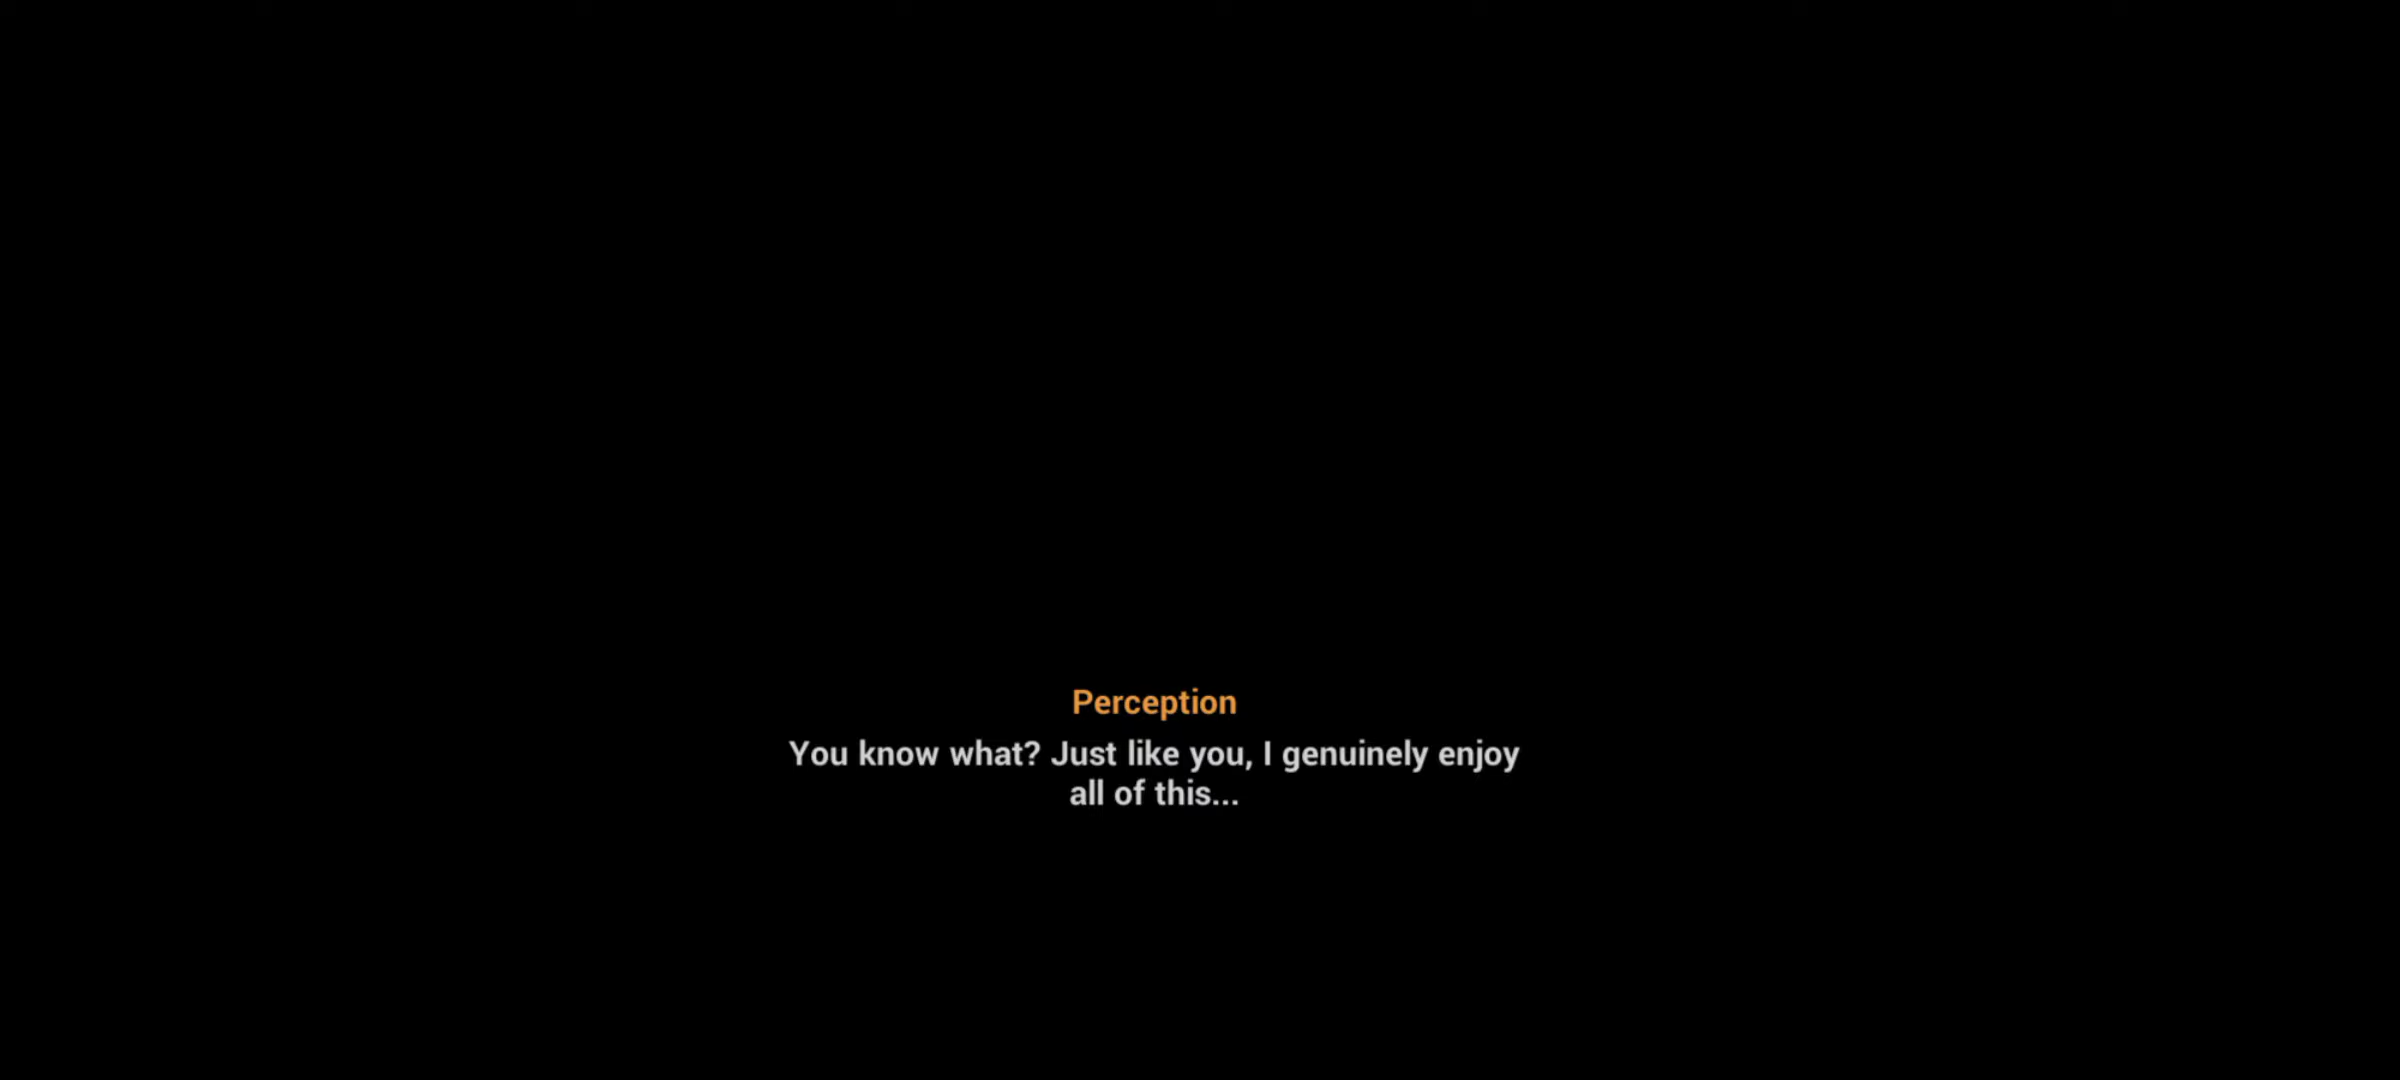 Perception
You know what? Just like you, I genuinely enjoy
all of this...